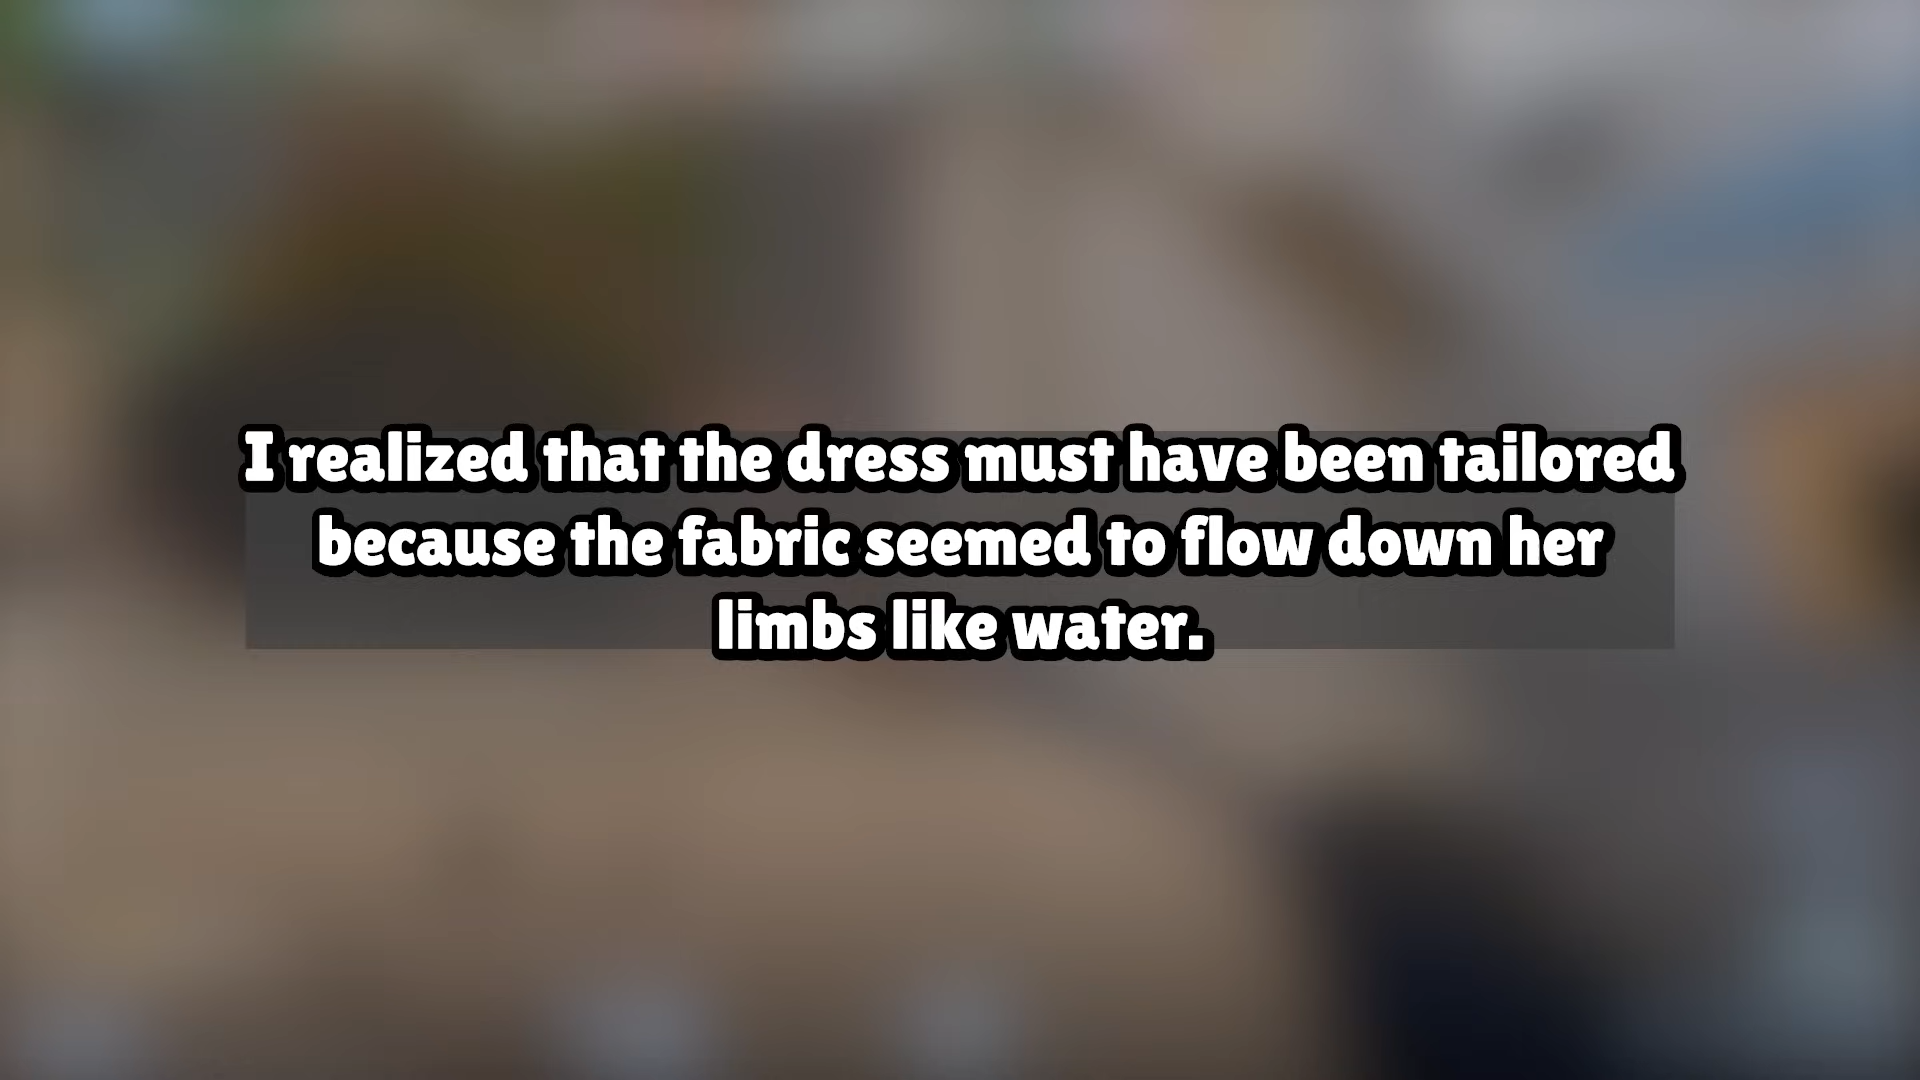 I realized that the dress must have been tailored
because the fabric seemed to flow down her
limbs like water.